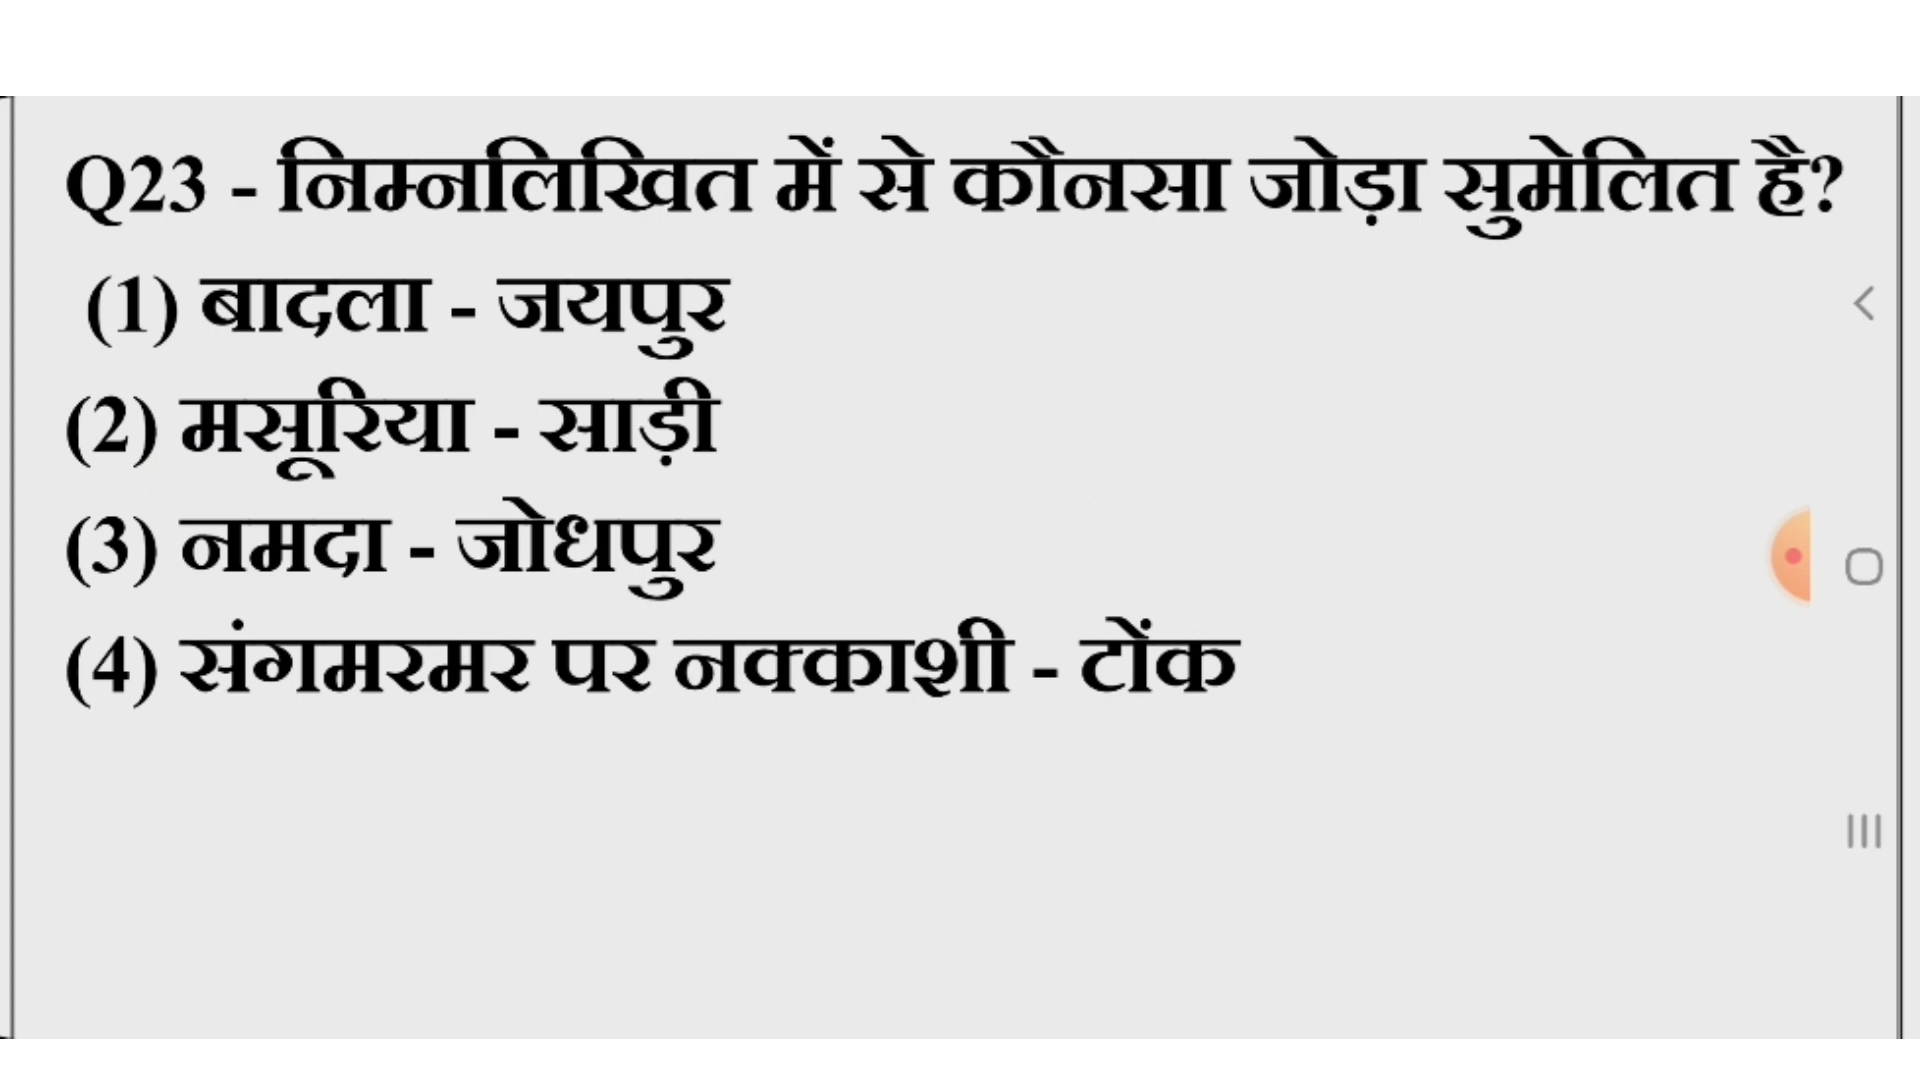 Q23 - निम्नलिखित में से कौनसा जोड़ा सुमेलित है?
(1) बादला - जयपुर
(2) मसूरिया - साड़ी
(3) नमदा - जोधपुर
(4) संगमरमर पर नक्काशी - टोंक